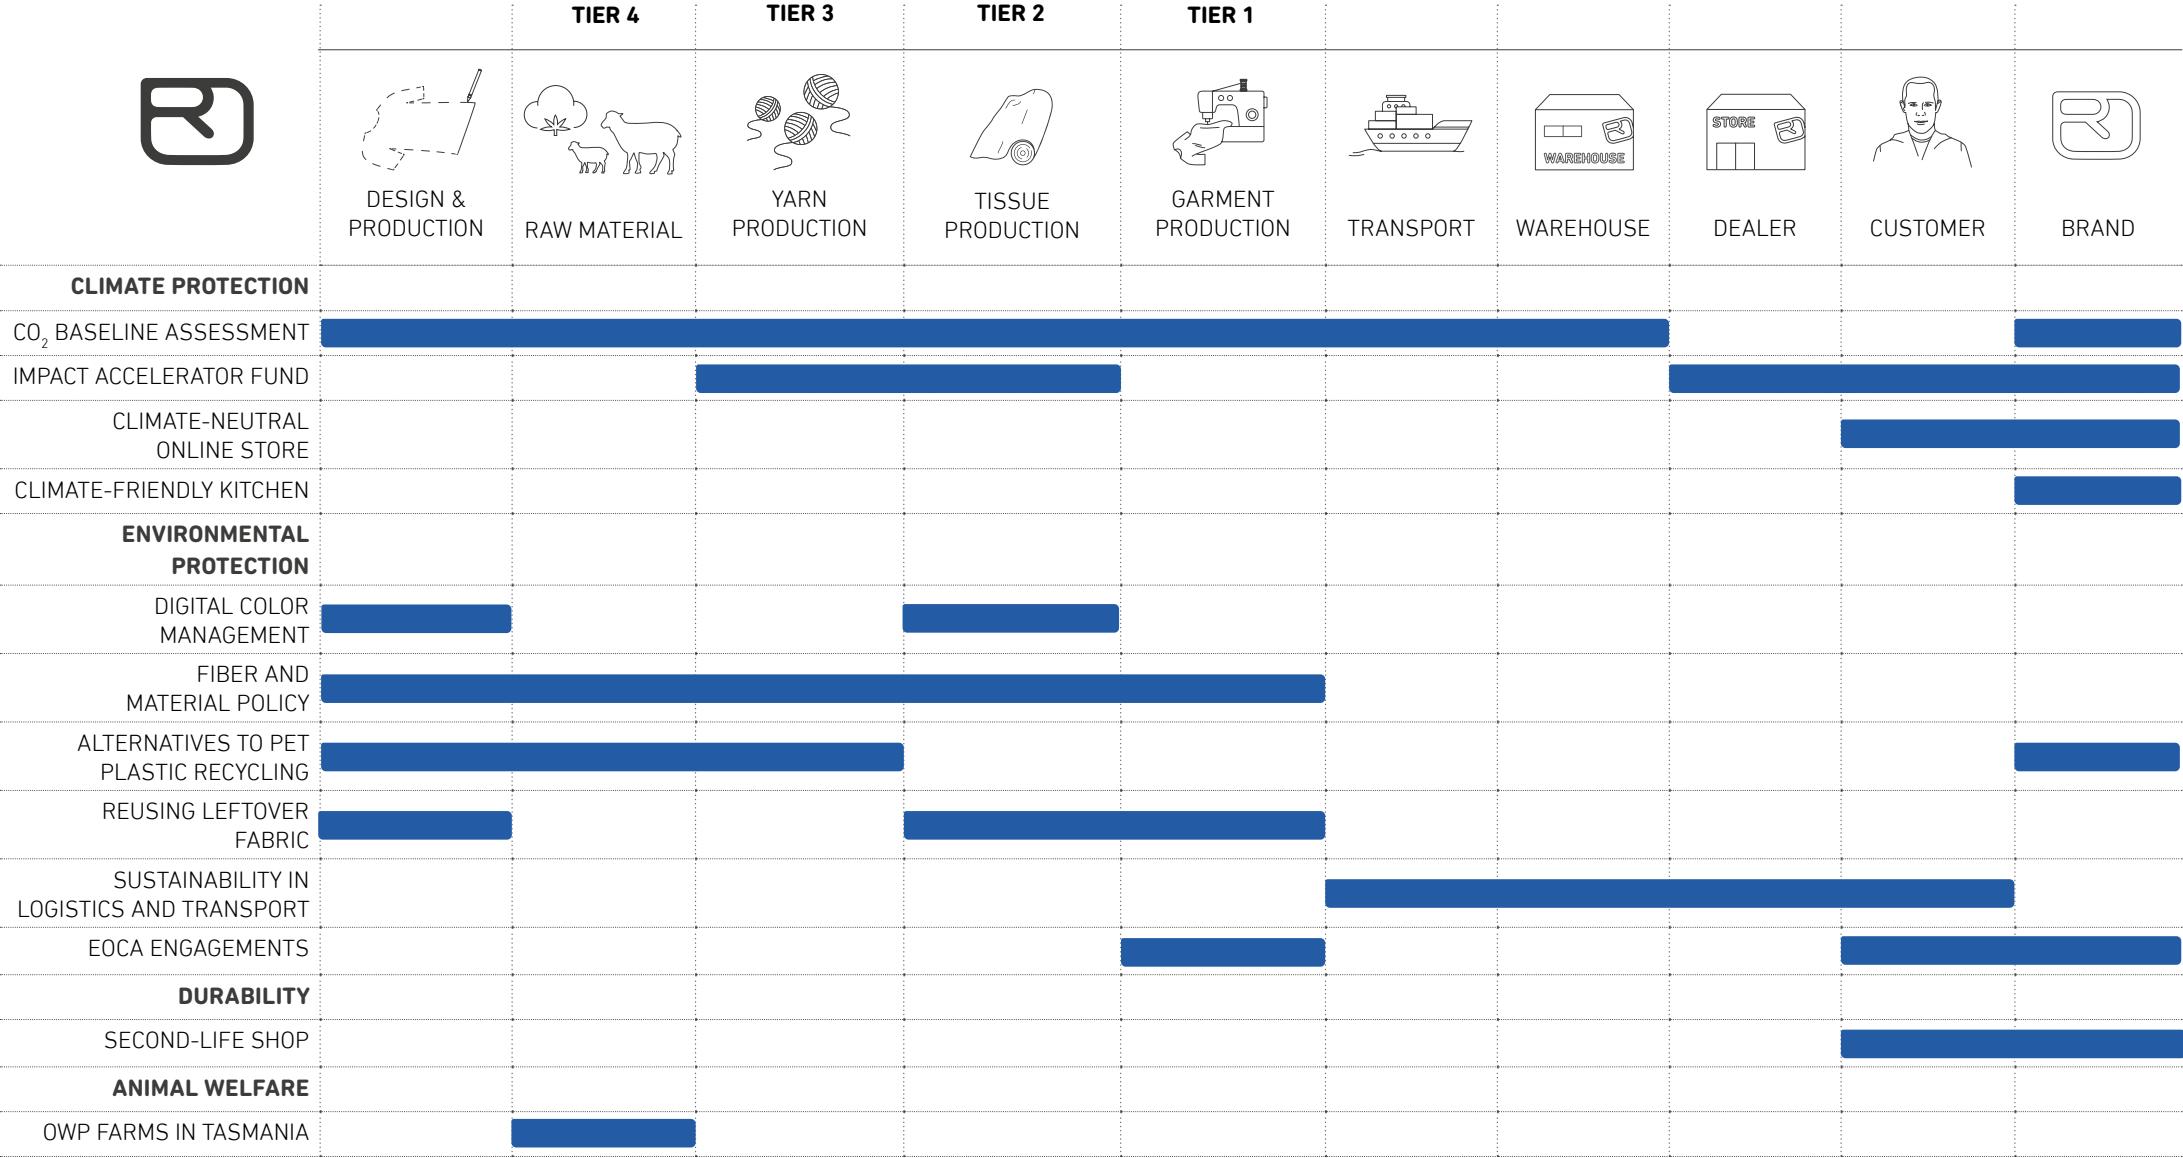 TIER 4
TIER 3
TIER 2
TIER 1
WAREHOUSE
STORE
DESIGN &
PRODUCTION
RAW MATERIAL
YARN
PRODUCTION
TISSUE
PRODUCTION
GARMENT
PRODUCTION
TRANSPORT
WAREHOUSE
DEALER
CUSTOMER
BRAND
CLIMATE PROTECTION
CO₂ BASELINE ASSESSMENT
IMPACT ACCELERATOR FUND
CLIMATE-NEUTRAL
ONLINE STORE
CLIMATE-FRIENDLY KITCHEN
ENVIRONMENTAL
PROTECTION
DIGITAL COLOR
MANAGEMENT
FIBER AND
MATERIAL POLICY
ALTERNATIVES TO PET
PLASTIC RECYCLING
REUSING LEFTOVER
FABRIC
SUSTAINABILITY IN
LOGISTICS AND TRANSPORT
EOCA ENGAGEMENTS
DURABILITY
SECOND-LIFE SHOP
ANIMAL WELFARE
OWP FARMS IN TASMANIA